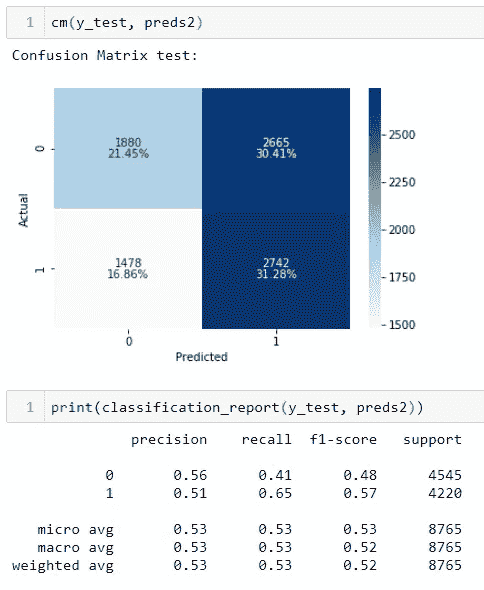 1 cm(y_test, preds2)
Confusion Matrix test:
1880 2665
21.45% 30.41%
0
Actual
1478 2742
16.86% 31.28%
1
0 1
Predicted
2500
2250
2000
1750
1500
1 print(classification_report(y_test, preds2))
precision recall f1-score support
0 0.56 0.41 0.48 4545
1 0.51 0.65 0.57 4220
micro avg 0.53 0.53 0.53 8765
macro avg 0.53 0.53 0.52 8765
weighted avg 0.53 0.53 0.52 8765